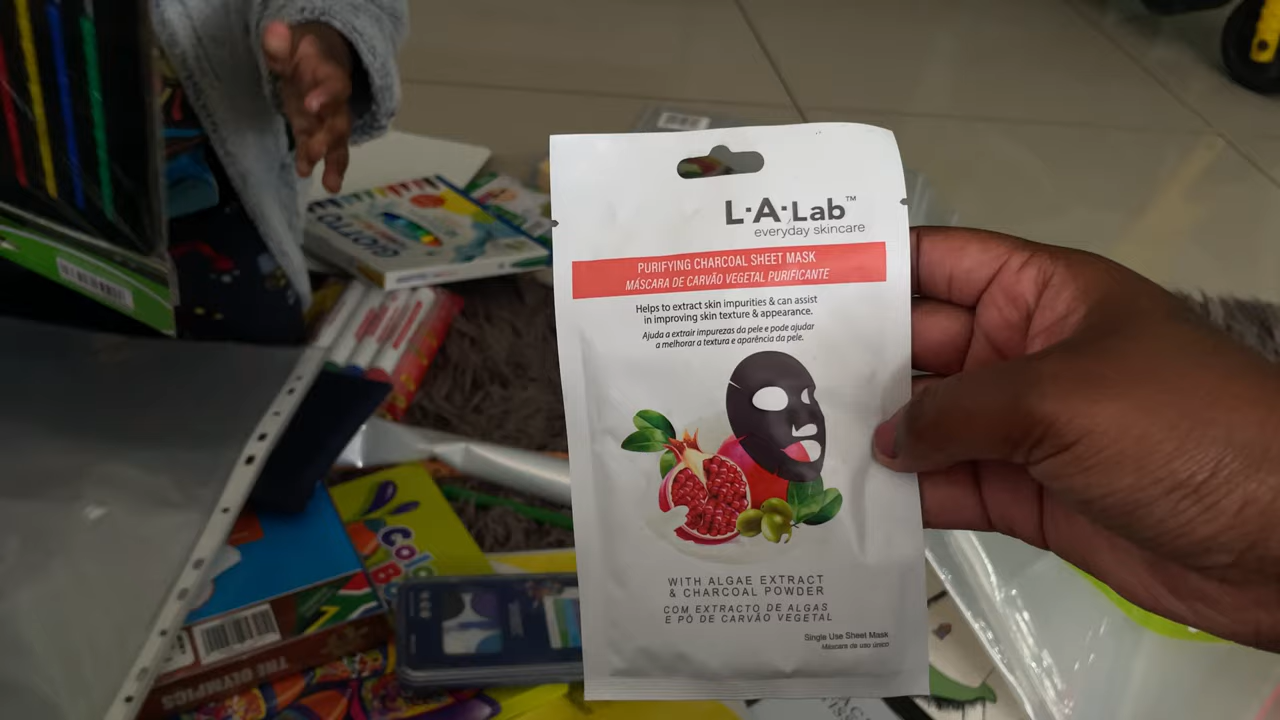 L·A·Lab™
everyday skincare
PURIFYING CHARCOAL SHEET MASK
MÁSCARA DE CARVÃO VEGETAL PURIFICANTE
Helps to extract skin impurities & can assist
in improving skin texture & appearance.
Ajuda a extrair impurezas da pele e pode ajudar
a melhorar a textura e aparência da pele.
WITH ALGAE EXTRACT
& CHARCOAL POWDER
COM EXTRACTO DE ALGAS
E PÓ DE CARVÃO VEGETAL
Single Use Sheet Mask
Máscara de uso único
GIOTTO
THE OLYMPICS